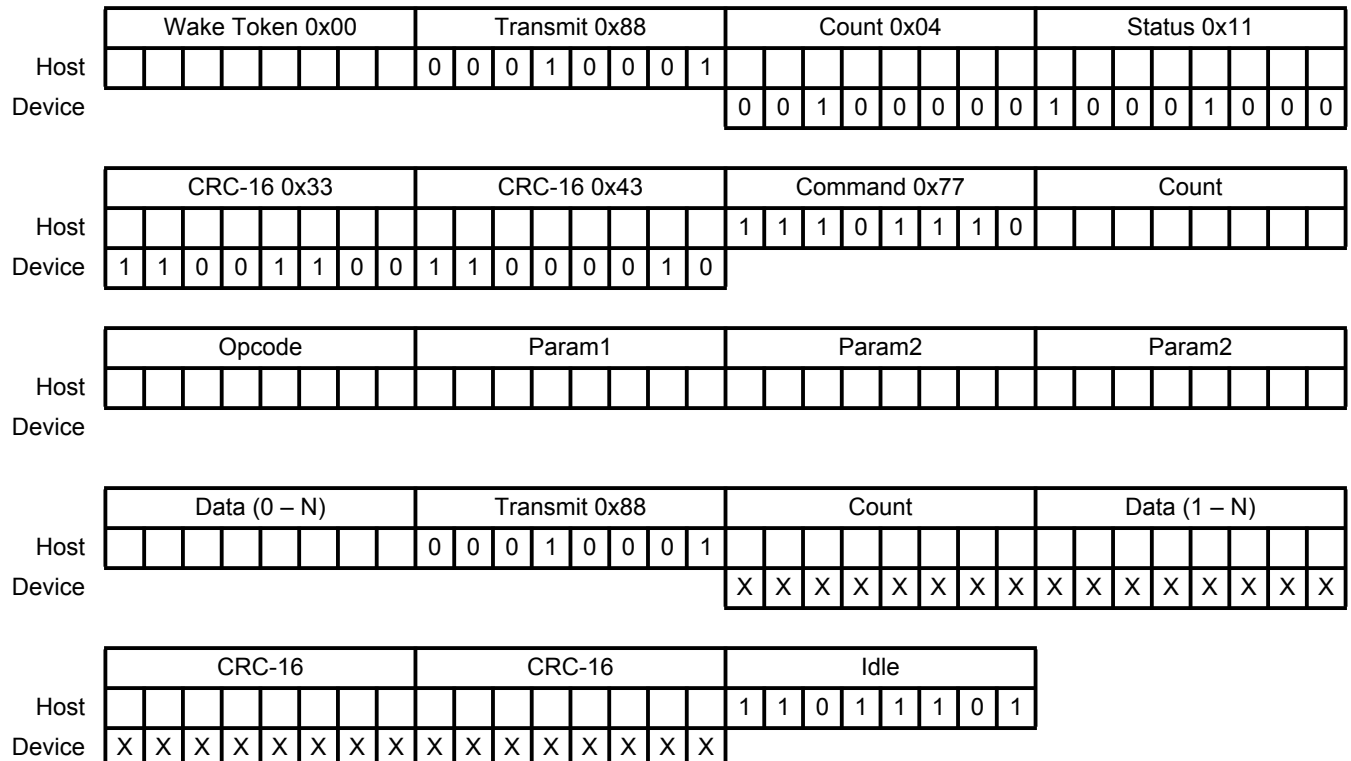 Wake Token 0x00 Transmit 0x88 Count 0x04 Status 0x11
Host 0 0 0 1 0 0 0 1
Device 0 0 1 0 0 0 0 0 1 0 0 0 1 0 0 0
CRC-16 0x33 CRC-16 0x43 Command 0x77 Count
Host 1 1 1 0 1 1 1 0
Device 1 1 0 0 1 1 0 0 1 1 0 0 0 0 1 0
Opcode Param1 Param2 Param2
Host
Device
Data (0 – N) Transmit 0x88 Count Data (1 – N)
Host 0 0 0 1 0 0 0 1
Device X X X X X X X X X X X X X X X X
CRC-16 CRC-16 Idle
Host 1 1 0 1 1 1 0 1
Device X X X X X X X X X X X X X X X X